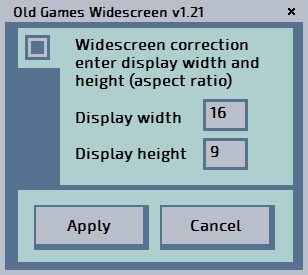 Old Games Widescreen v1.21 ×
Widescreen correction
enter display width and
height (aspect ratio)
Display width 16
Display height 9
Apply Cancel